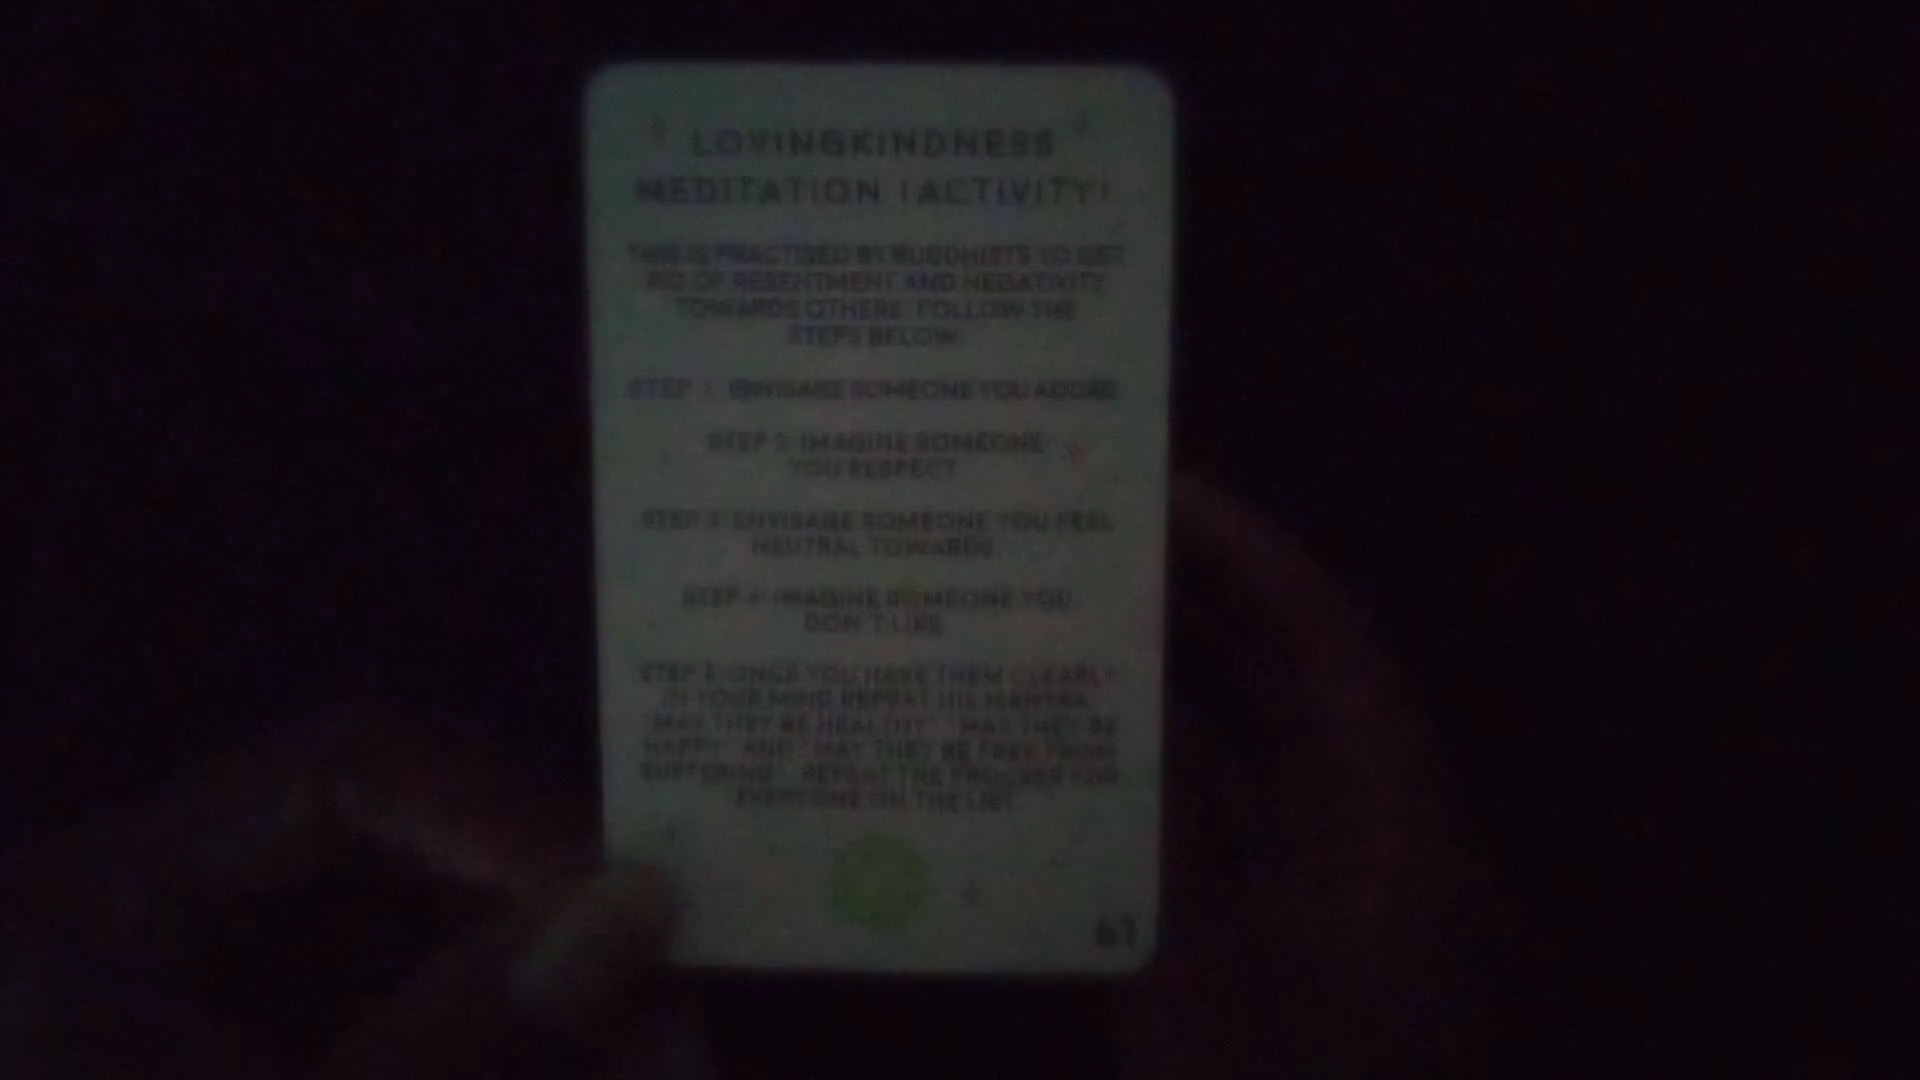 LOVINGKINDNESS
MEDITATION (ACTIVITY)
THIS IS PRACTISED BY BUDDHISTS TO GET
RID OF RESENTMENT AND NEGATIVITY
TOWARDS OTHERS. FOLLOW THE
STEPS BELOW
STEP 1: ENVISAGE SOMEONE YOU ADORE
STEP 2: IMAGINE SOMEONE
YOU RESPECT
STEP 3: ENVISAGE SOMEONE YOU FEEL
NEUTRAL TOWARDS
STEP 4: IMAGINE SOMEONE YOU
DON'T LIKE
STEP 5: ONCE YOU HAVE THEM CLEARLY
IN YOUR MIND REPEAT THE MANTRA
"MAY THEY BE HEALTHY", "MAY THEY BE
HAPPY" AND "MAY THEY BE FREE FROM
SUFFERING". REPEAT THE PROCESS FOR
EVERYONE ON THE LIST
61